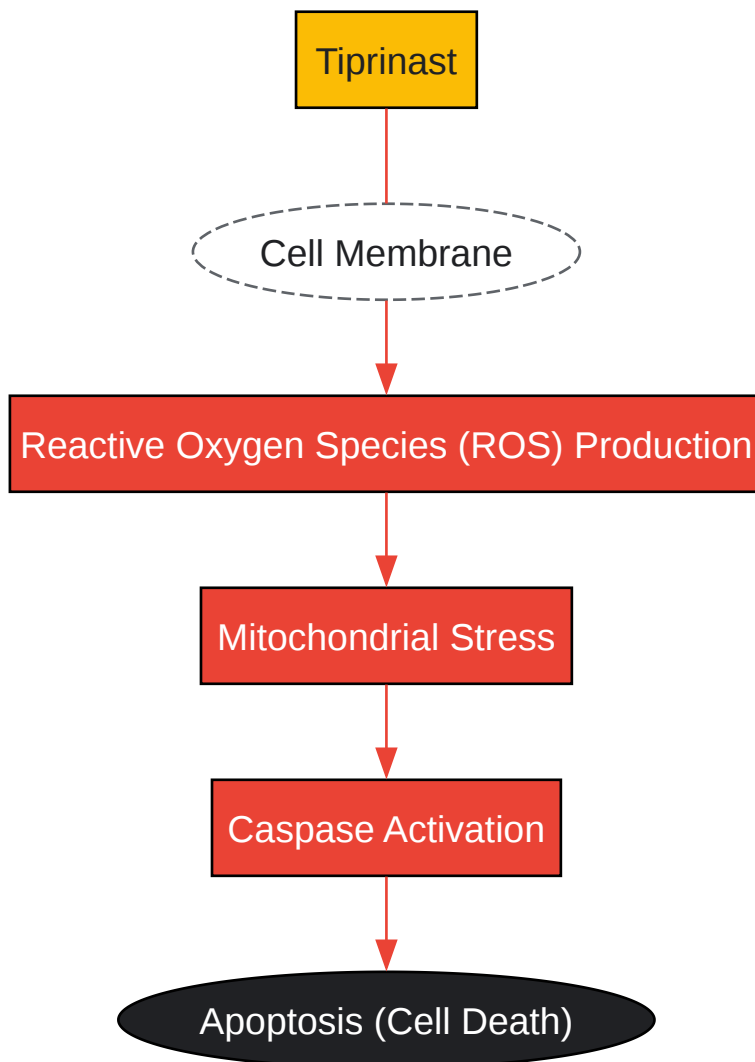 Tiprinast
Cell Membrane
Reactive Oxygen Species (ROS) Production
Mitochondrial Stress
Caspase Activation
Apoptosis (Cell Death)